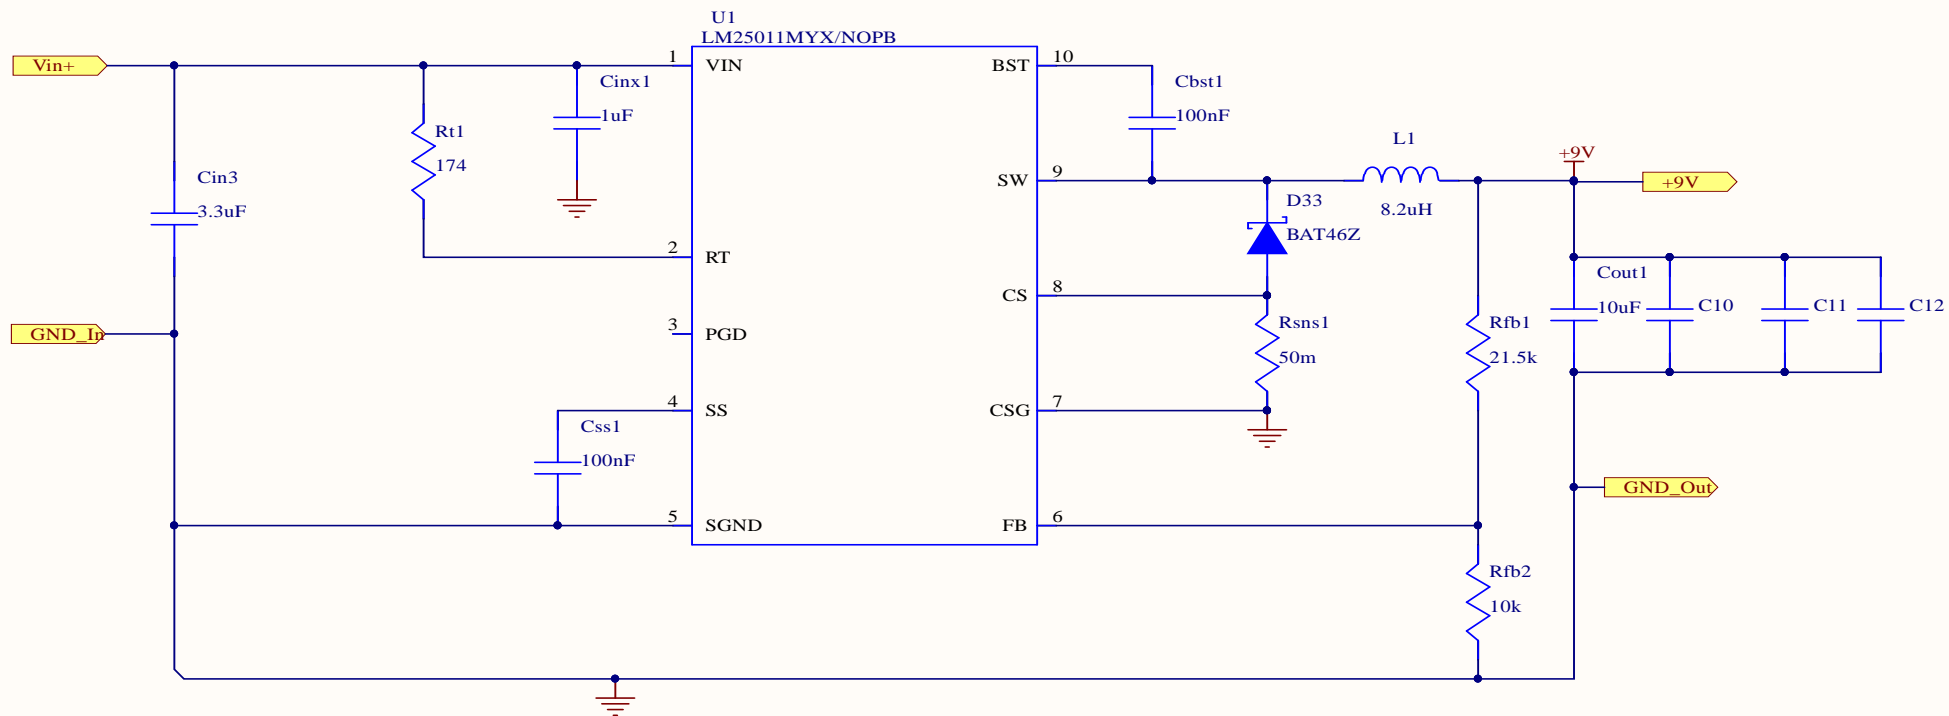 U1
LM25011MYX/NOPB
Vin+
1
VIN
BST
10
Cinx1
1uF
Cbst1
100nF
Rt1
174
L1
8.2uH
+9V
+9V
Cin3
3.3uF
SW
9
D33
BAT46Z
2
RT
CS
8
Cout1
10uF
C10
C11
C12
GND_In
3
PGD
Rsns1
50m
Rfb1
21.5k
4
SS
CSG
7
Css1
100nF
GND_Out
5
SGND
FB
6
Rfb2
10k